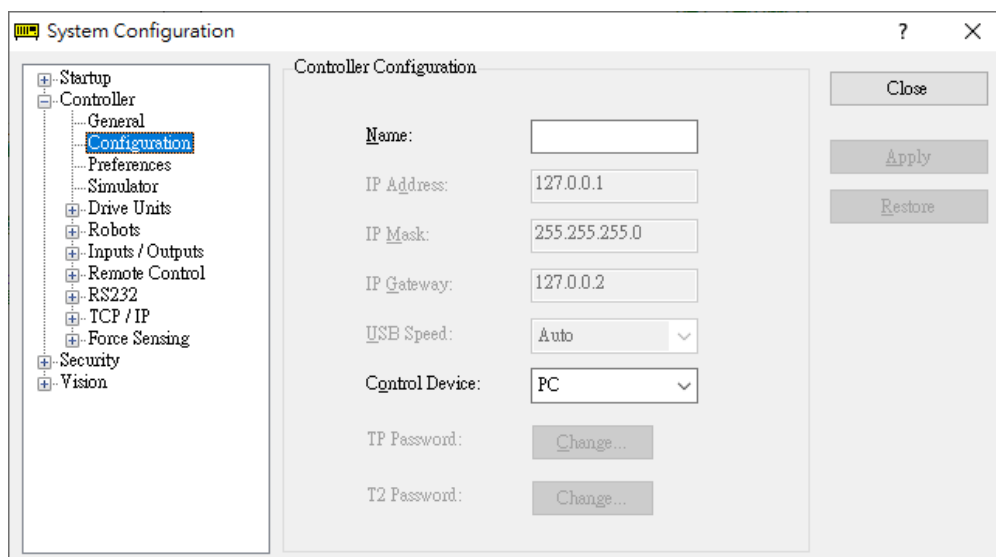 System Configuration
?
Startup
Controller
General
Configuration
Preferences
Simulator
Drive Units
Robots
Inputs / Outputs
Remote Control
RS232
TCP / IP
Force Sensing
Security
Vision
Controller Configuration
Name:
IP Address: 127.0.0.1
IP Mask: 255.255.255.0
IP Gateway: 127.0.0.2
USB Speed: Auto
Control Device: PC
TP Password: Change...
T2 Password: Change...
Close
Apply
Restore